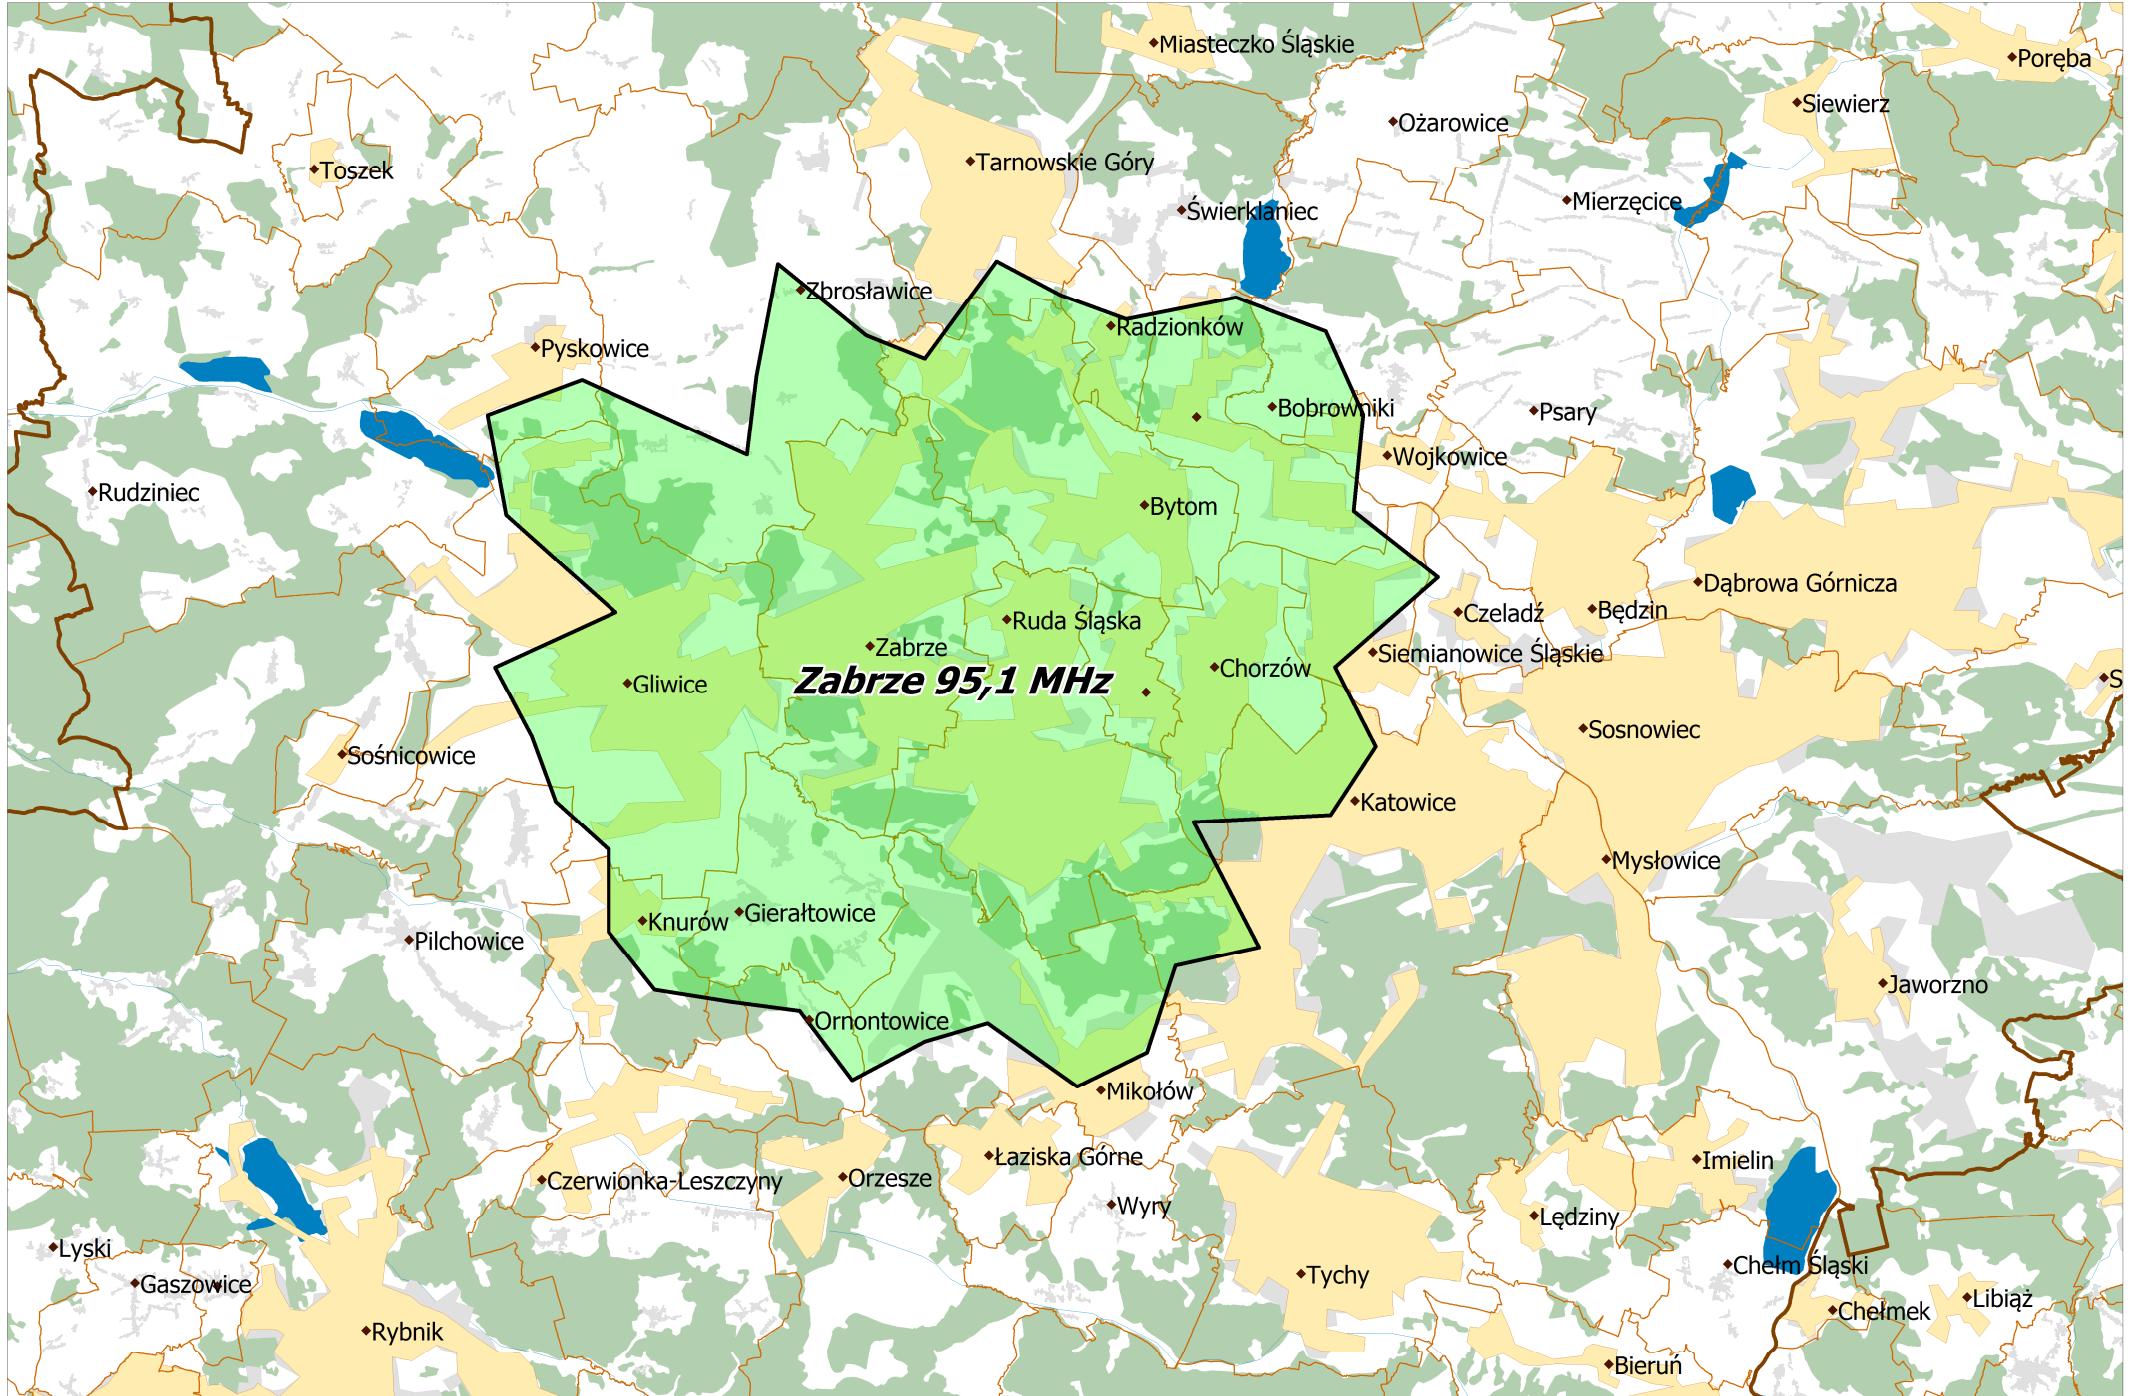 Miasteczko Śląskie
Poręba
Siewierz
Ożarowice
Tarnowskie Góry
Toszek
Mierzęcice
Świerklaniec
Zbrosławice
Radzionków
Pyskowice
Bobrowniki
Psary
Wojkowice
Rudziniec
Bytom
Dąbrowa Górnicza
Będzin
Czeladź
Ruda Śląska
Zabrze
Siemianowice Śląskie
Chorzów
Zabrze 95,1 MHz
Gliwice
S
Sosnowiec
Sośnicowice
Katowice
Mysłowice
Gierałtowice
Knurów
Pilchowice
Jaworzno
Ornontowice
Mikołów
Łaziska Górne
Imielin
Orzesze
Czerwionka-Leszczyny
Wyry
Lędziny
Lyski
Chełm Śląski
Tychy
Gaszowice
Libiąż
Chełmek
Rybnik
Bieruń